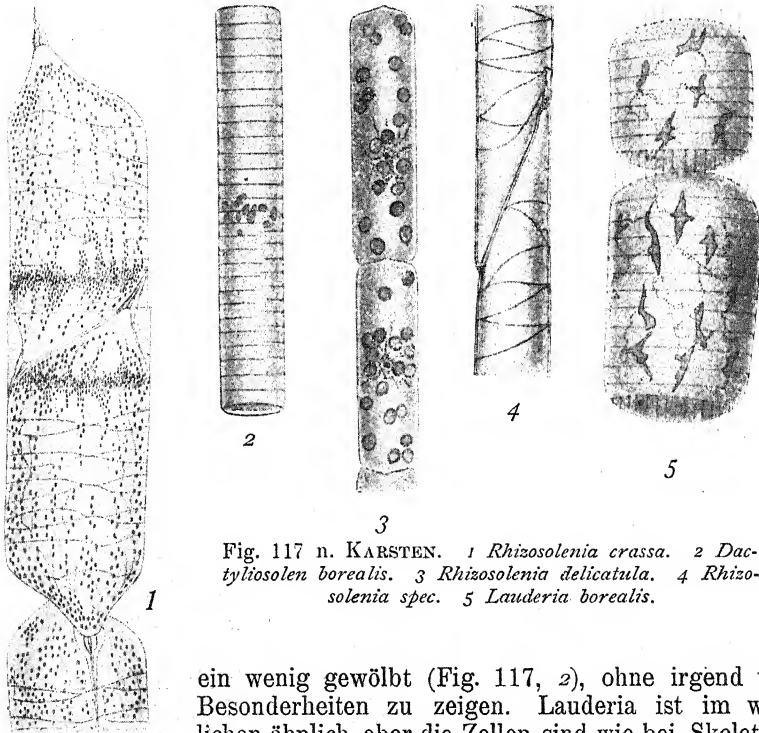 1
2
3
4
5
Fig. 117 n. KARSTEN. 1 Rhizosolenia crassa. 2 Dac-
tyliosolen borealis. 3 Rhizosolenia delicatula. 4 Rhizo-
solenia spec. 5 Lauderia borealis.
ein wenig gewölbt (Fig. 117, 2), ohne irgend
Besonderheiten zu zeigen. Lauderia ist im
lichen ähnlich, aber die Zellen sind wie bei